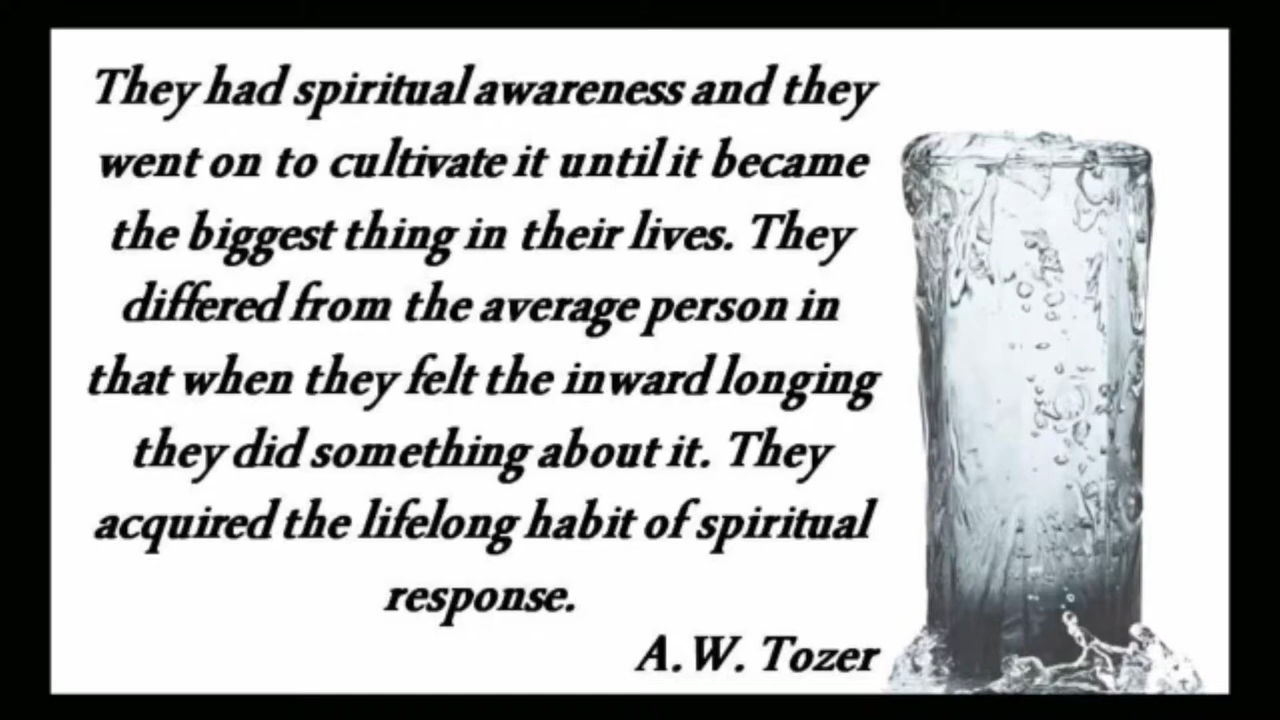 They had spiritual awareness and they
went on to cultivate it until it became
the biggest thing in their lives. They
differed from the average person in
that when they felt the inward longing
they did something about it. They
acquired the lifelong habit of spiritual
response.
A.W. Tozer